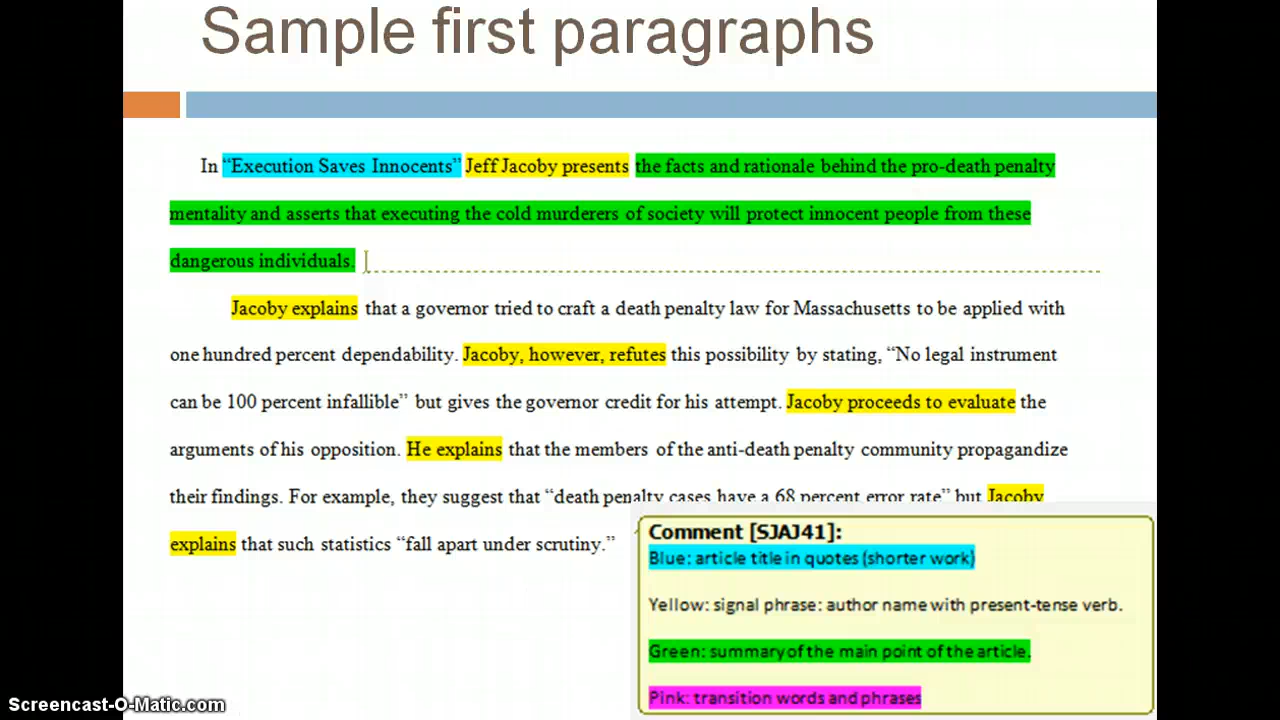 Sample first paragraphs
In “Execution Saves Innocents” Jeff Jacoby presents the facts and rationale behind the pro-death penalty
mentality and asserts that executing the cold murderers of society will protect innocent people from these
dangerous individuals.
Jacoby explains that a governor tried to craft a death penalty law for Massachusetts to be applied with
one hundred percent dependability. Jacoby, however, refutes this possibility by stating, “No legal instrument
can be 100 percent infallible” but gives the governor credit for his attempt. Jacoby proceeds to evaluate the
arguments of his opposition. He explains that the members of the anti-death penalty community propagandize
their findings. For example, they suggest that “death penalty cases have a 68 percent error rate” but Jacoby
explains that such statistics “fall apart under scrutiny.”
Comment [SJAJ41]:
Blue: article title in quotes (shorter work)
Yellow: signal phrase: author name with present-tense verb.
Green: summary of the main point of the article.
Pink: transition words and phrases
Screencast-O-Matic.com